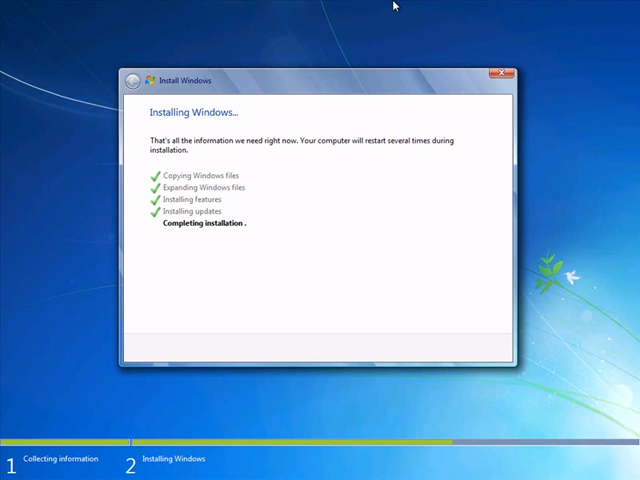 Install Windows
Installing Windows...
That's all the information we need right now. Your computer will restart several times during
installation.
Copying Windows files
Expanding Windows files
Installing features
Installing updates
Completing installation .
1 Collecting information
2 Installing Windows